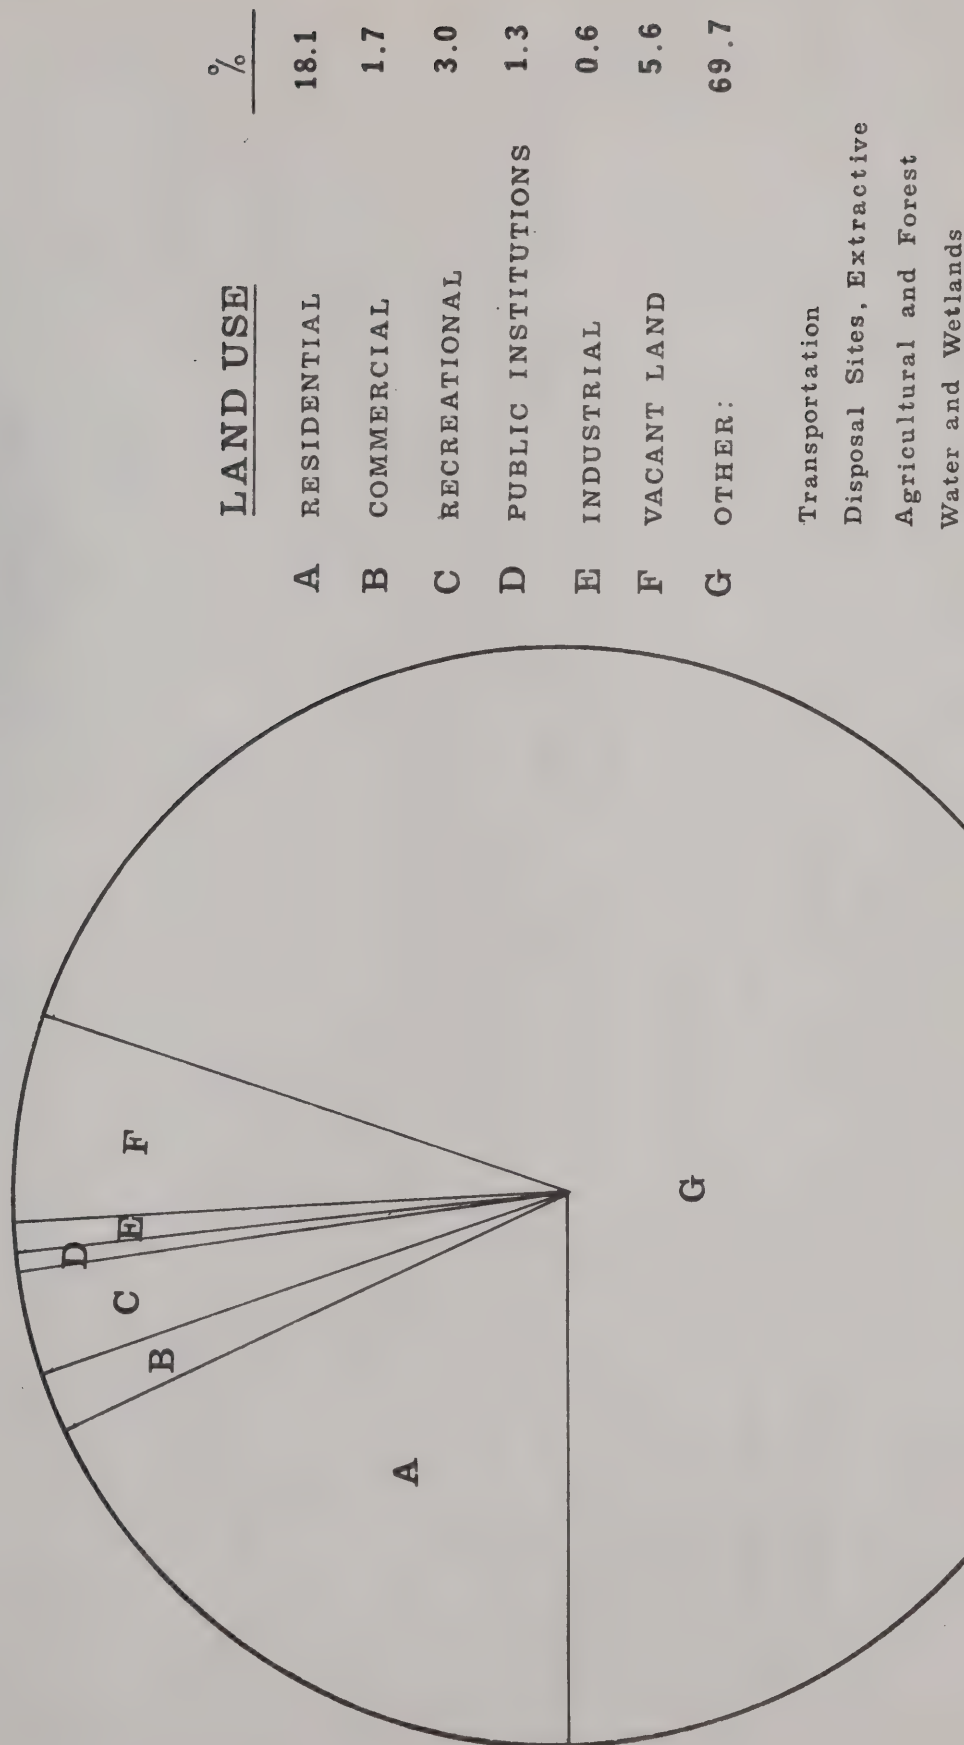 LAND USE %
A RESIDENTIAL 18.1
B COMMERCIAL 1.7
C RECREATIONAL 3.0
D PUBLIC INSTITUTIONS 1.3
E INDUSTRIAL 0.6
F VACANT LAND 5.6
G OTHER: 69.7
Transportation
Disposal Sites, Extractive
Agricultural and Forest
Water and Wetlands
A
B
C
D
E
F
G